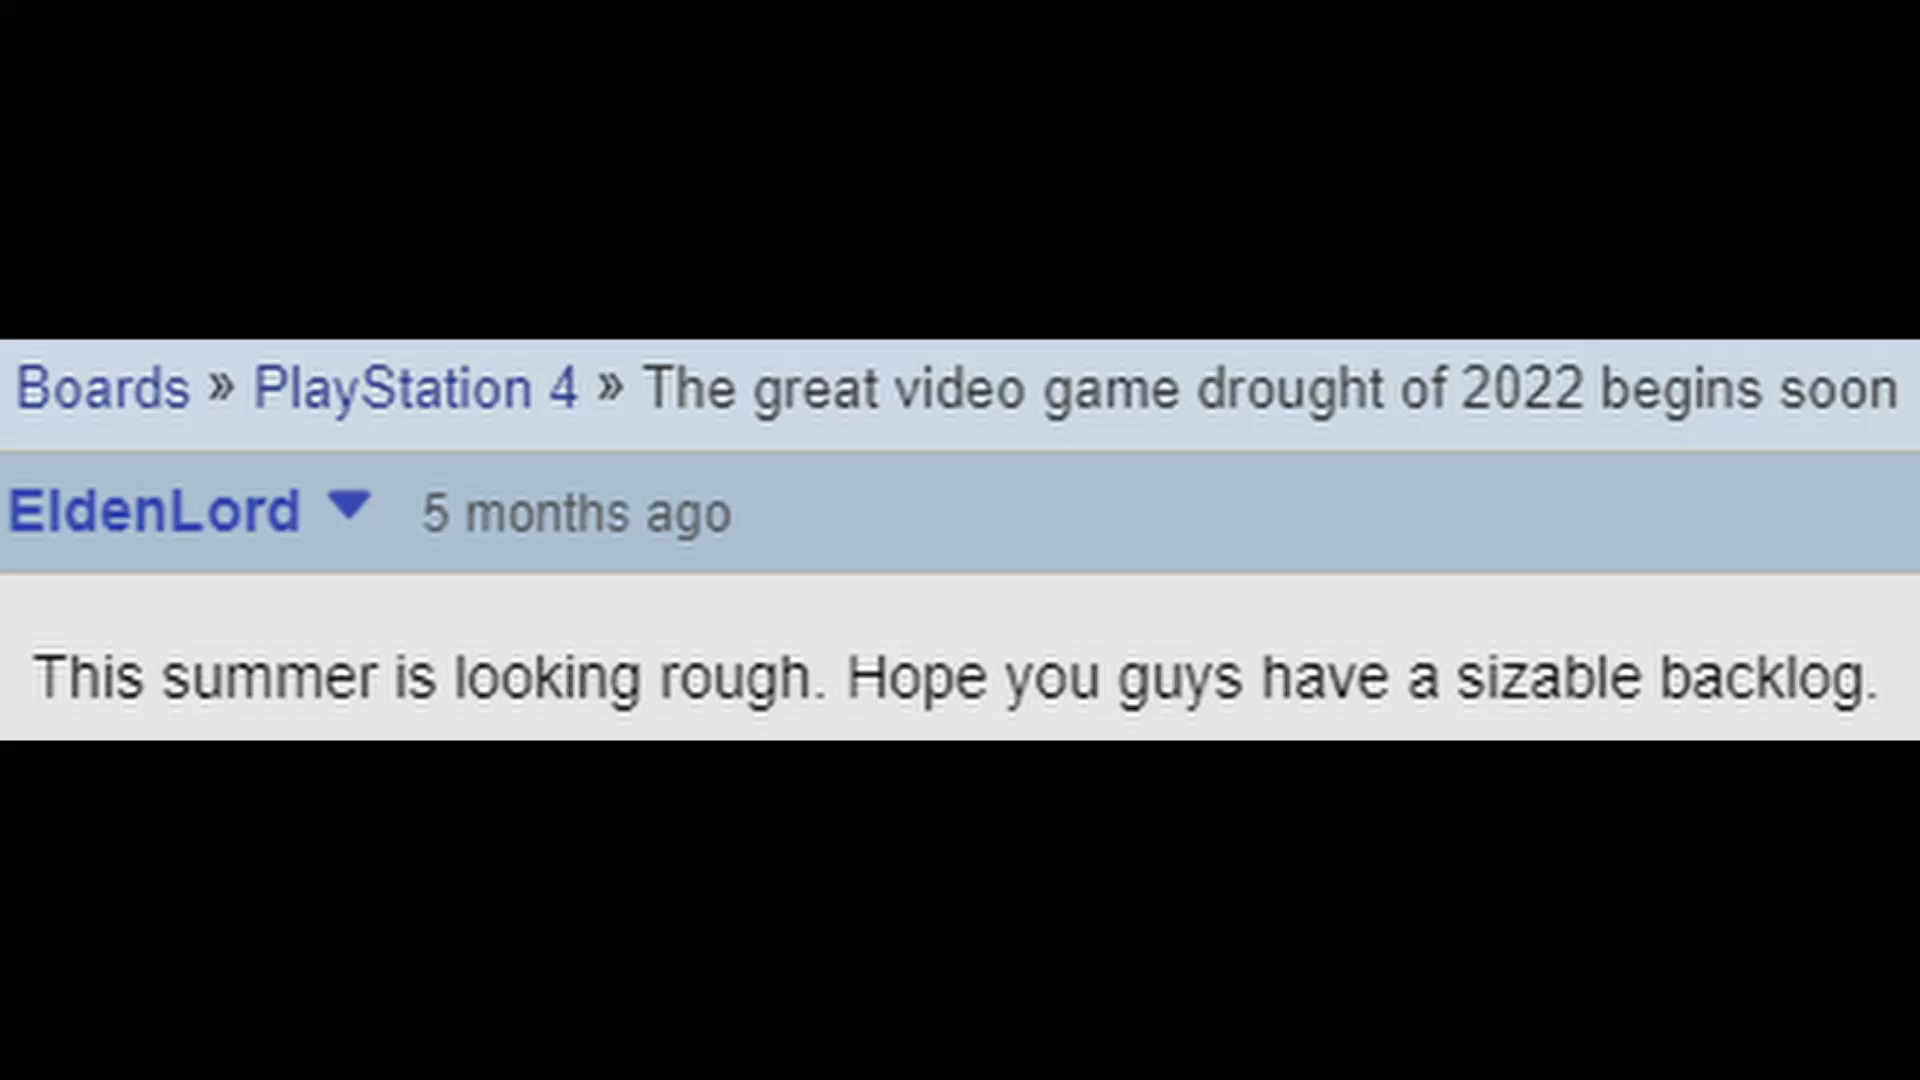 Boards » PlayStation 4 » The great video game drought of 2022 begins soon
EldenLord 5 months ago
This summer is looking rough. Hope you guys have a sizable backlog.